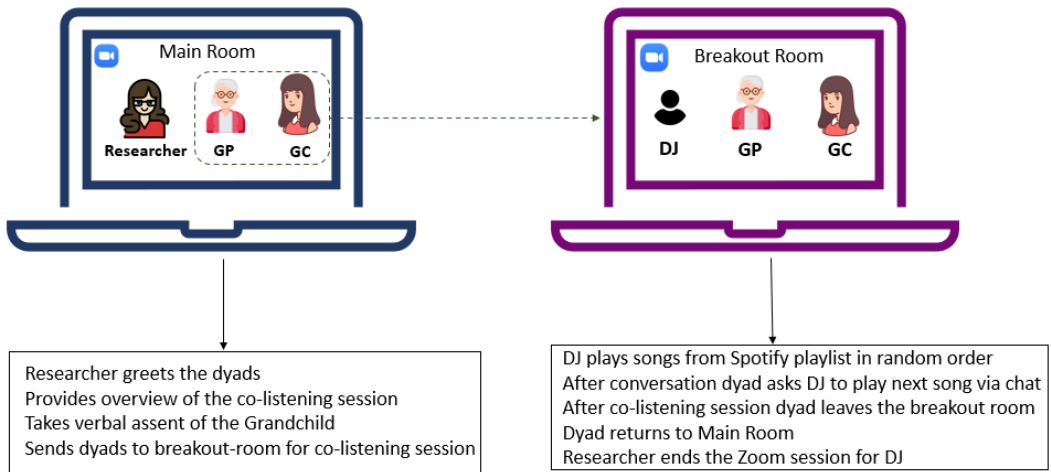 Main Room
Researcher
GP
GC
Breakout Room
DJ
GP
GC
Researcher greets the dyads
Provides overview of the co-listening session
Takes verbal assent of the Grandchild
Sends dyads to breakout-room for co-listening session
DJ plays songs from Spotify playlist in random order
After conversation dyad asks DJ to play next song via chat
After co-listening session dyad leaves the breakout room
Dyad returns to Main Room
Researcher ends the Zoom session for DJ